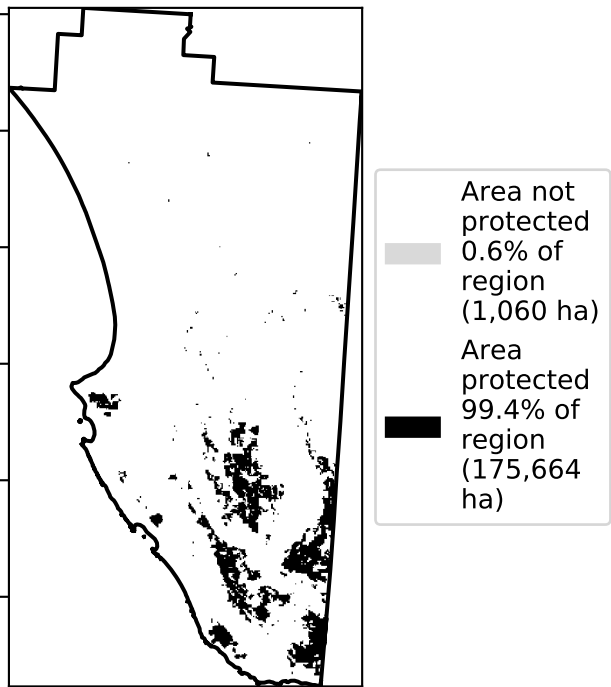 Area not
protected
0.6% of
region
(1,060 ha)
Area
protected
99.4% of
region
(175,664
ha)